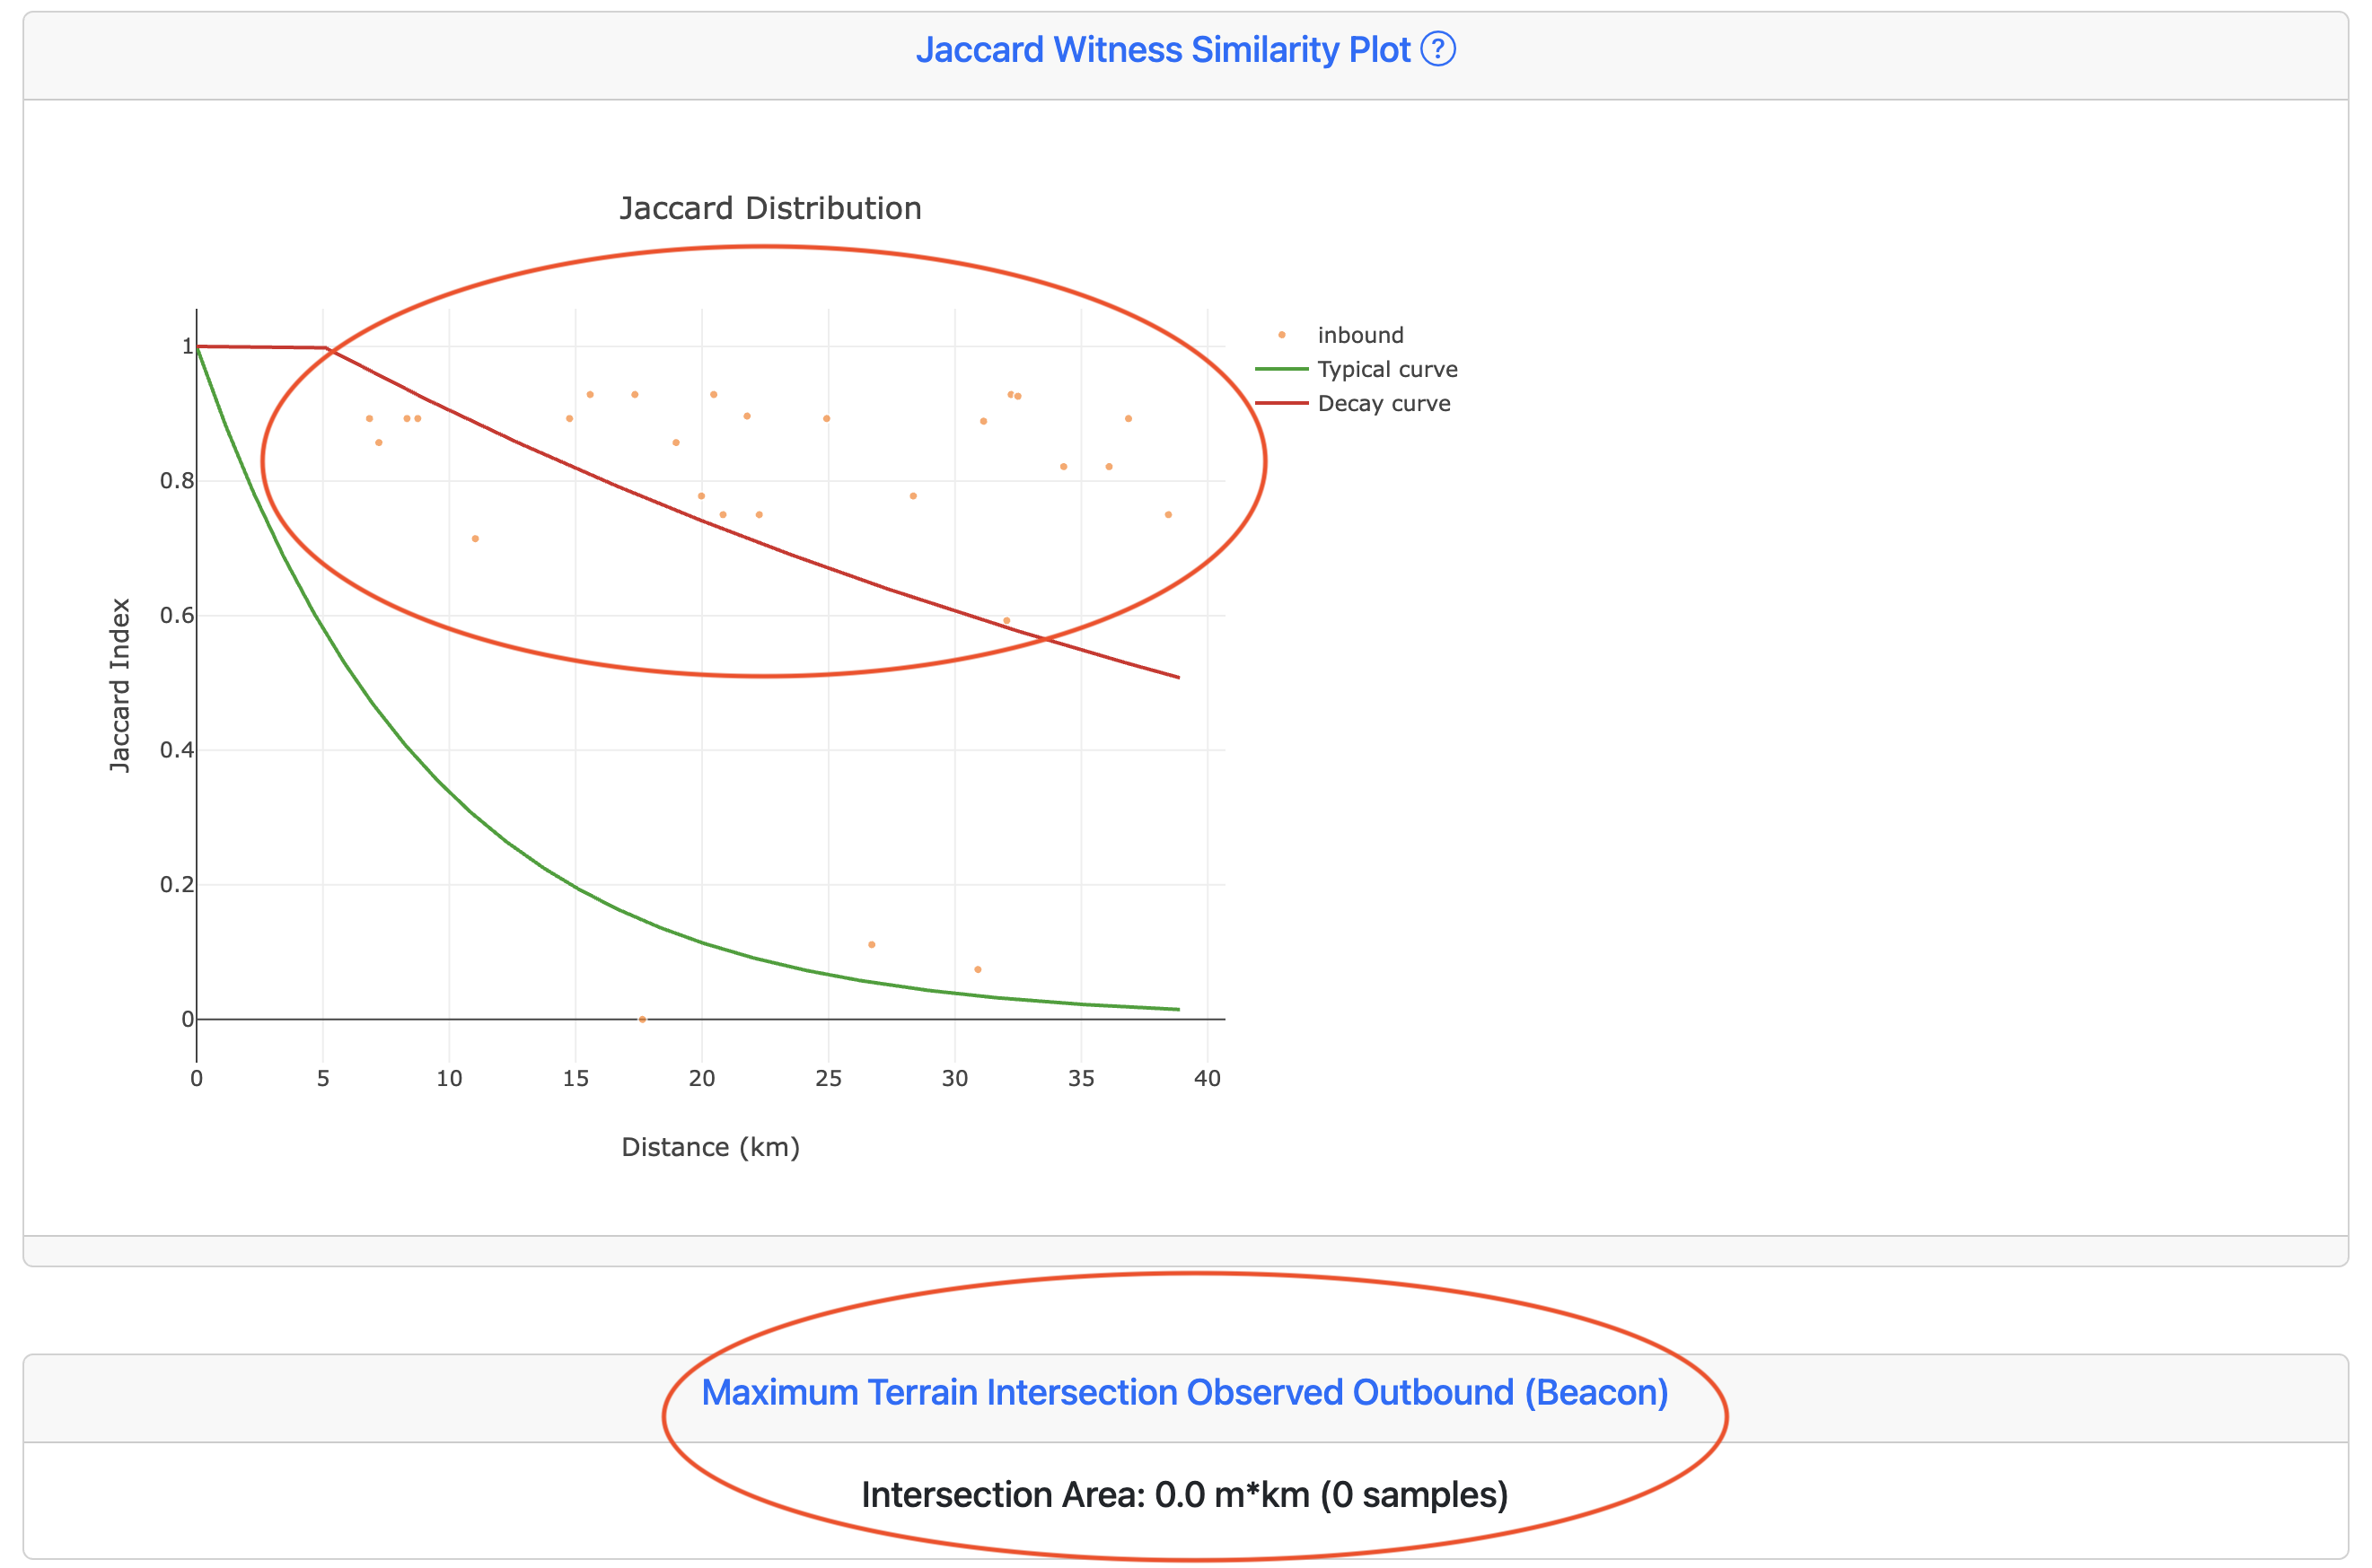 Jaccard Witness Similarity Plot ?
Jaccard Distribution
inbound
Typical curve
Decay curve
Jaccard Index
1
0.8
0.6
0.4
0.2
0
0 5 10 15 20 25 30 35 40
Distance (km)
Maximum Terrain Intersection Observed Outbound (Beacon)
Intersection Area: 0.0 m*km (0 samples)